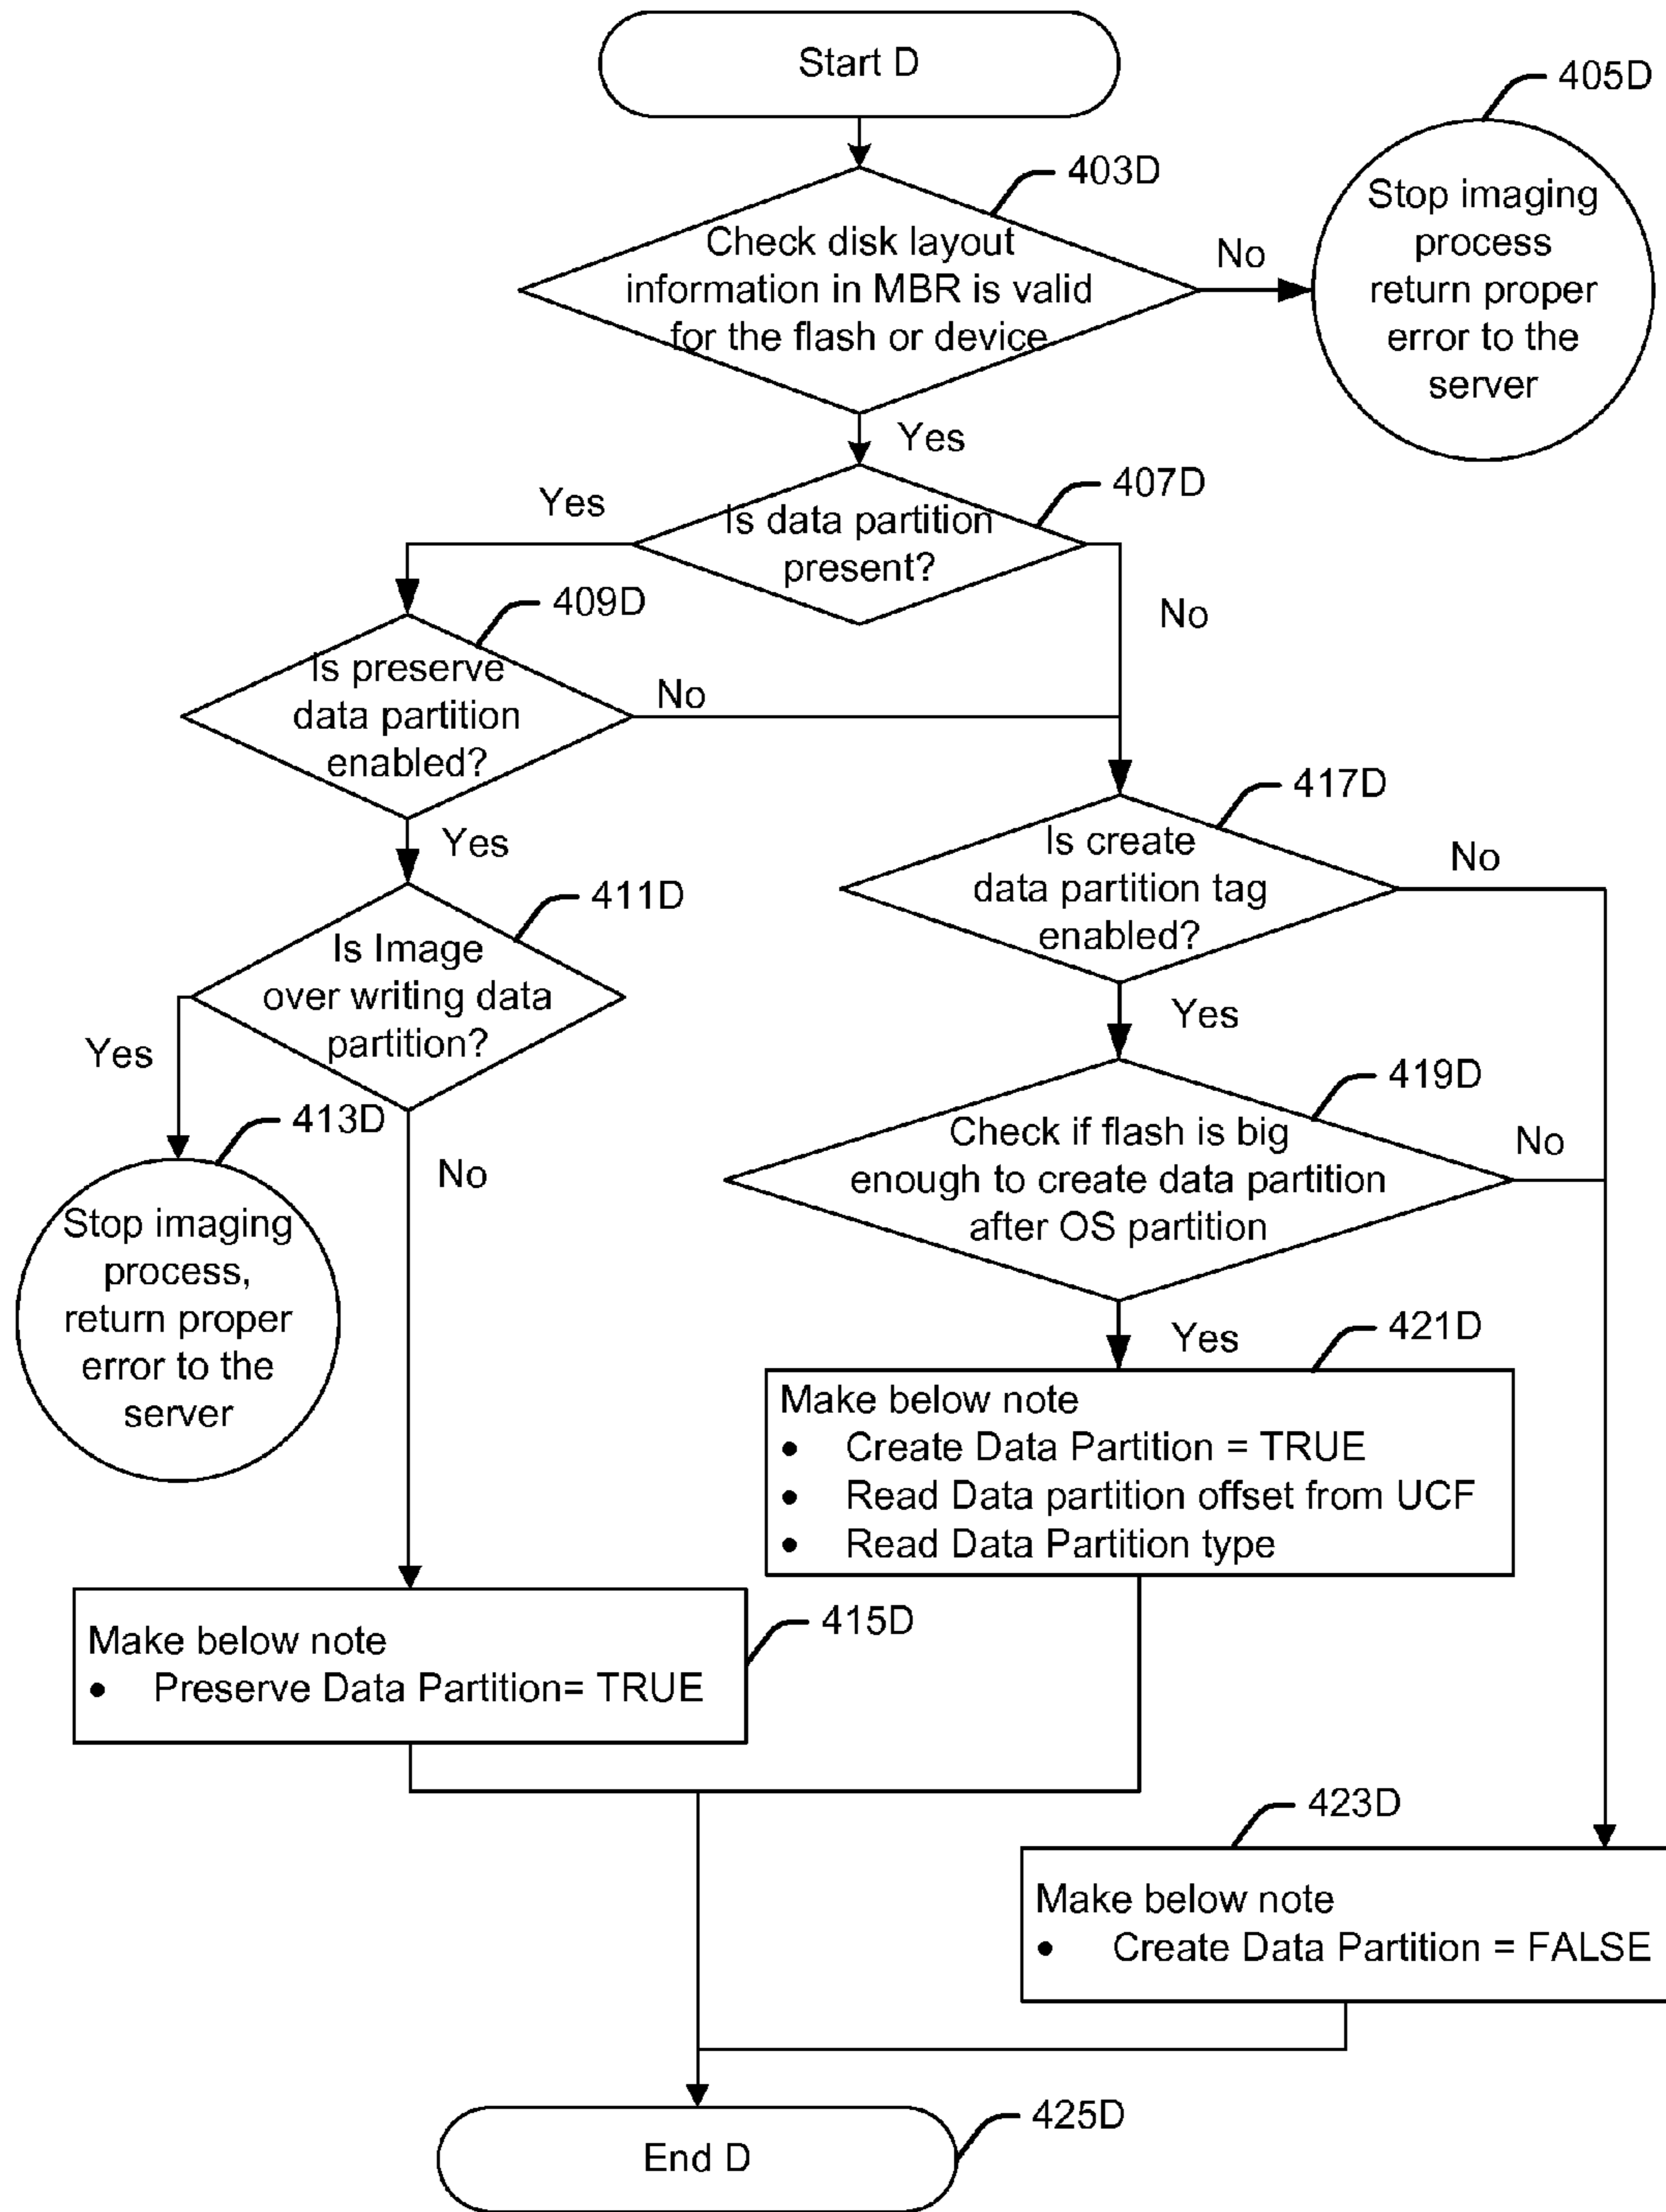 Start D
405D
403D
Stop imaging
process
return proper
error to the
server
Check disk layout
information in MBR is valid
for the flash or device
No
Yes
407D
Yes
Is data partition
present?
409D
No
Is preserve
data partition
enabled?
No
417D
Yes
Is create
data partition tag
enabled?
No
411D
Is Image
over writing data
partition?
Yes
Yes
419D
413D
Check if flash is big
enough to create data partition
after OS partition
No
No
Stop imaging
process,
return proper
error to the
server
Yes
421D
Make below note
• Create Data Partition = TRUE
• Read Data partition offset from UCF
• Read Data Partition type
415D
Make below note
• Preserve Data Partition= TRUE
423D
Make below note
• Create Data Partition = FALSE
425D
End D